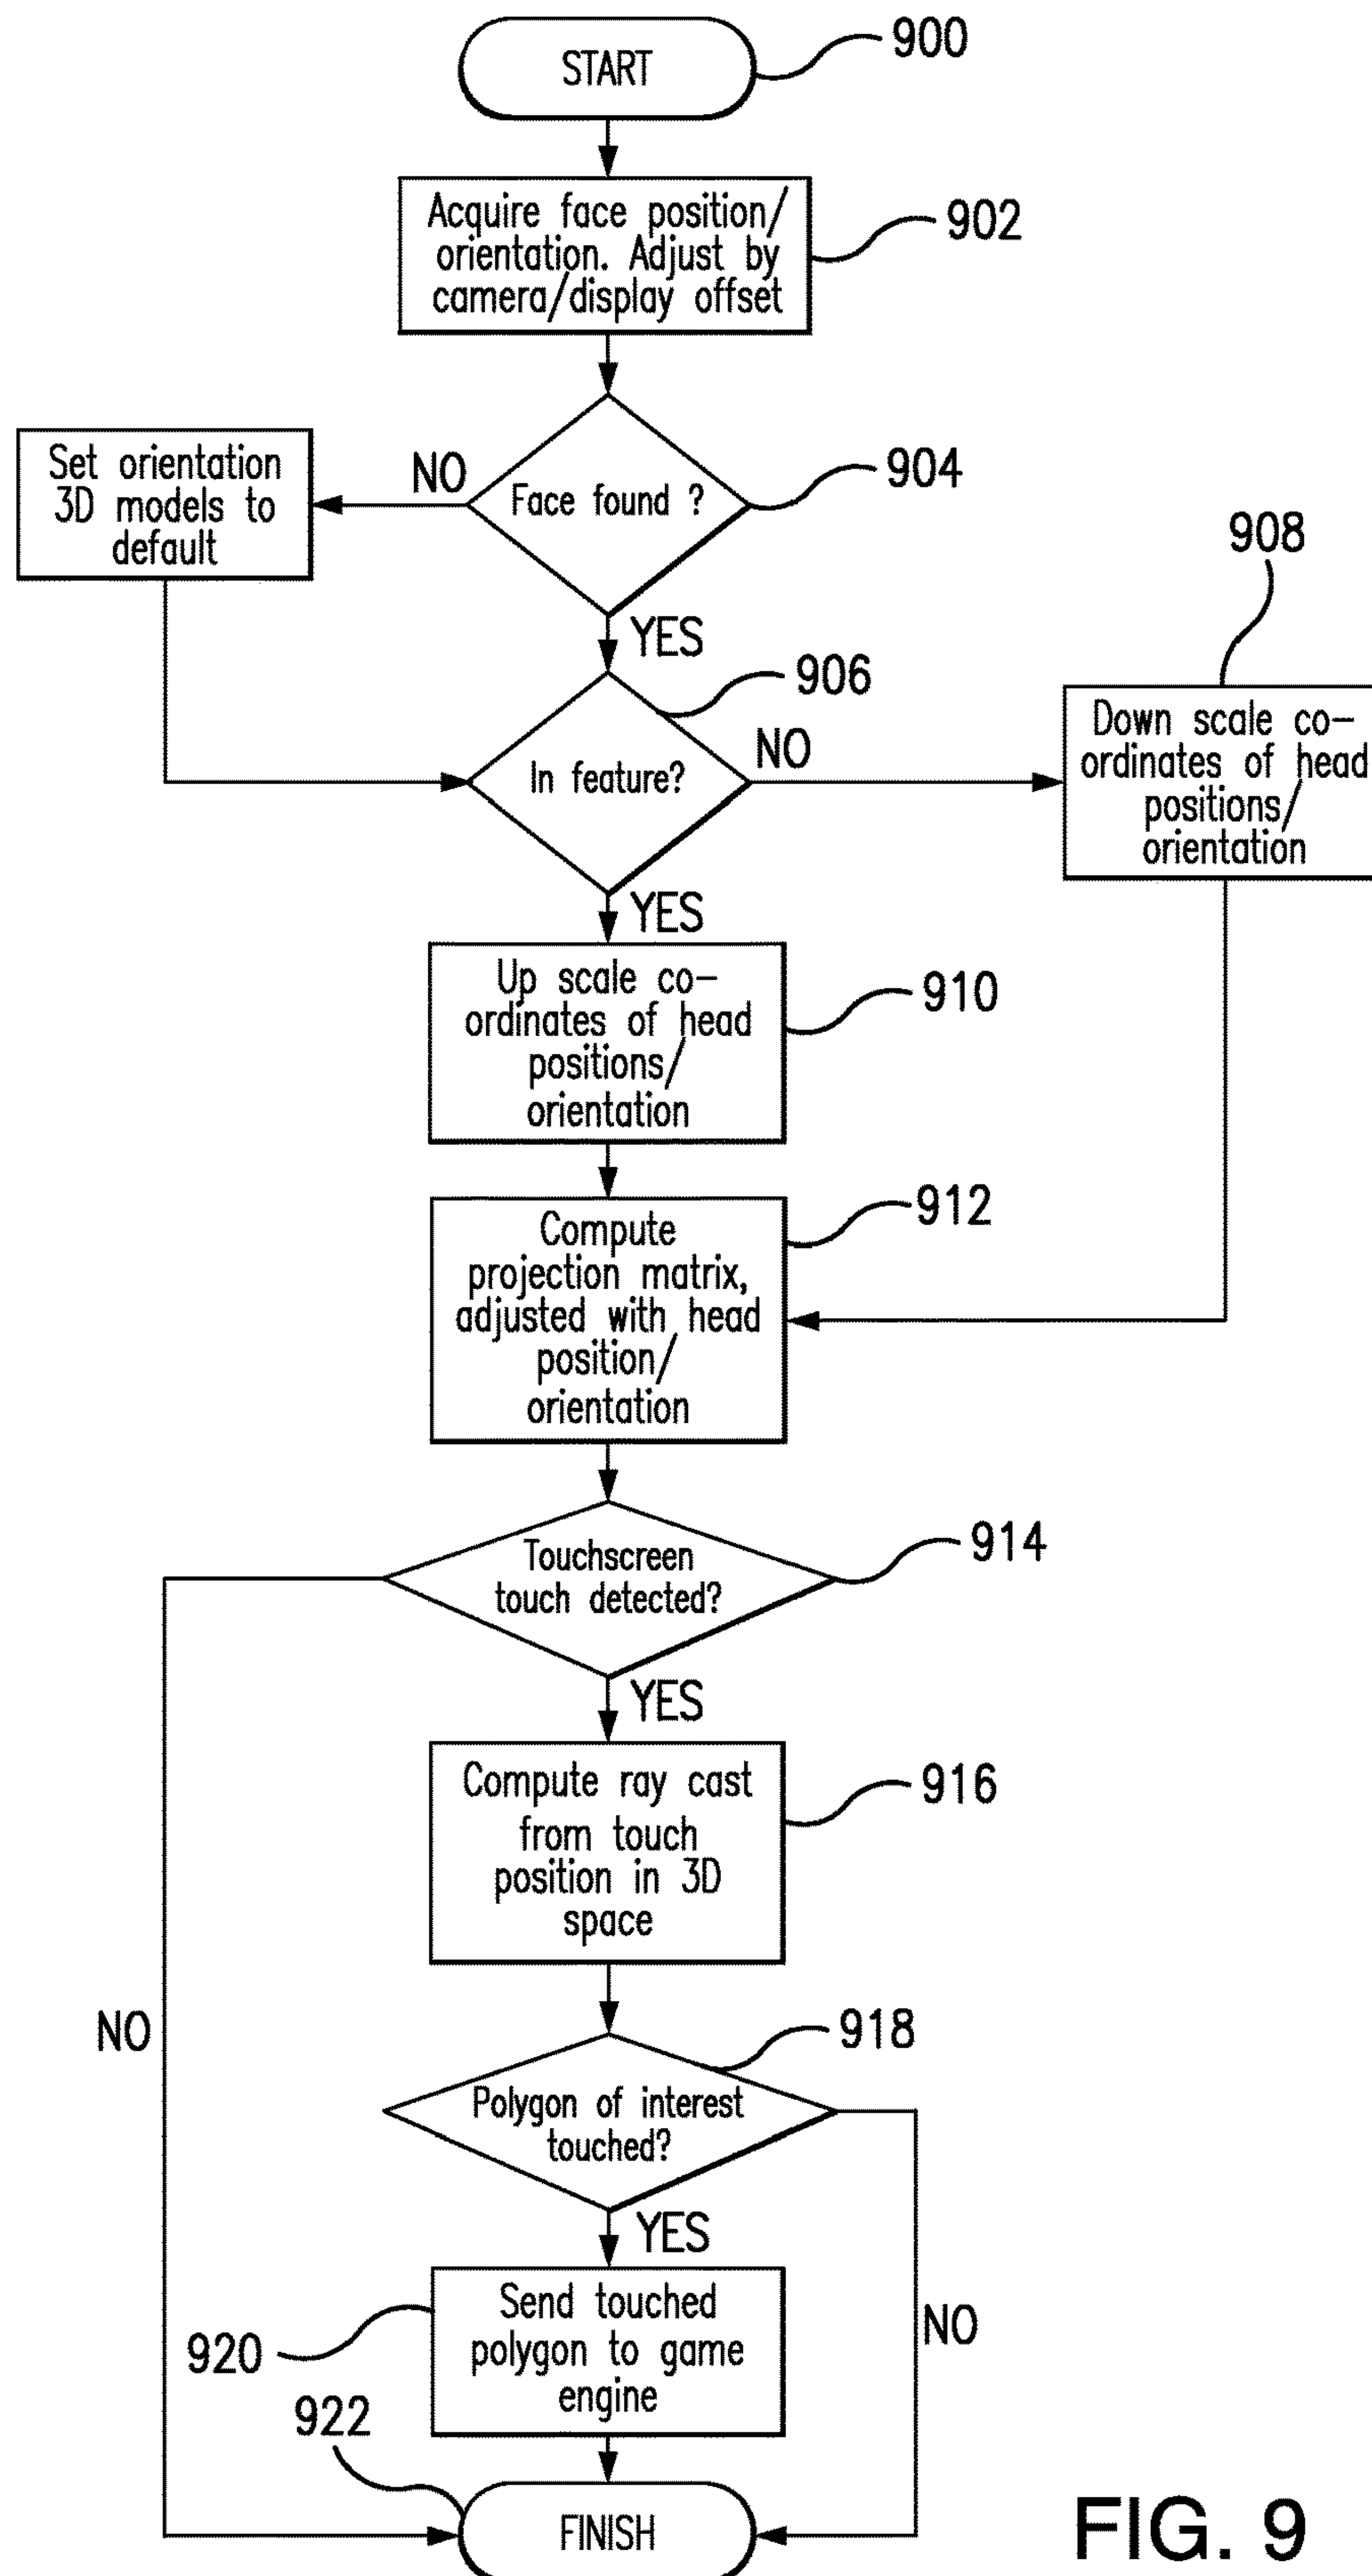 START
900
Acquire face position/
orientation. Adjust by
camera/display offset
902
Set orientation
3D models to
default
NO
Face found ?
904
YES
908
906
In feature?
NO
Down scale co-
ordinates of head
positions/
orientation
YES
Up scale co-
ordinates of head
positions/
orientation
910
Compute
projection matrix,
adjusted with head
position/
orientation
912
Touchscreen
touch detected?
914
YES
Compute ray cast
from touch
position in 3D
space
916
NO
918
Polygon of interest
touched?
YES
Send touched
polygon to game
engine
920
NO
922
FINISH
FIG. 9